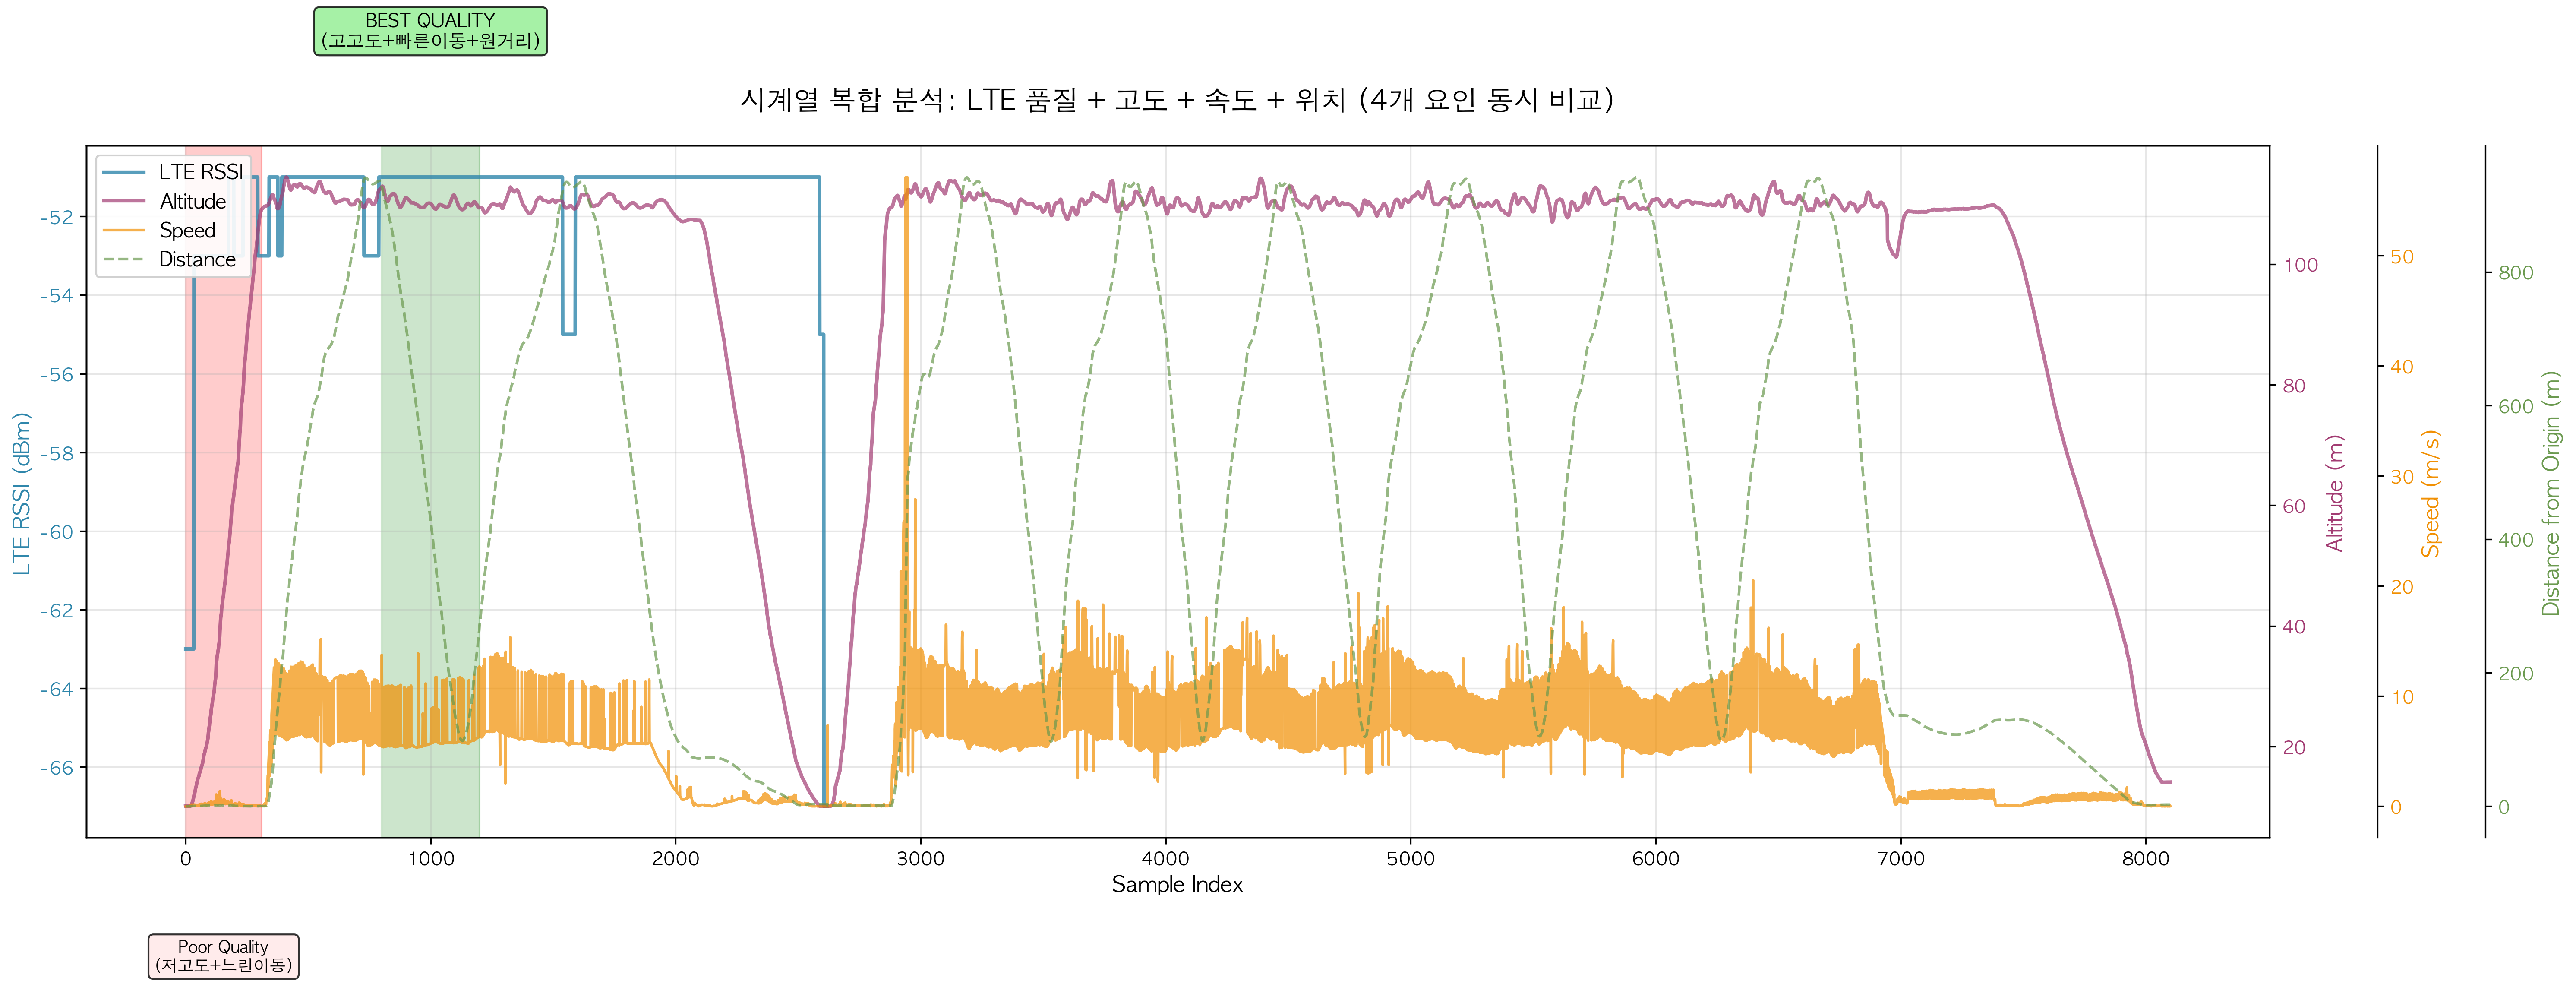 BEST QUALITY
(고고도+빠른이동+원거리)
시계열 복합 분석: LTE 품질 + 고도 + 속도 + 위치 (4개 요인 동시 비교)
LTE RSSI
Altitude
Speed
Distance
LTE RSSI (dBm)
-52
-54
-56
-58
-60
-62
-64
-66
0
1000
2000
3000
4000
5000
6000
7000
8000
Sample Index
100
80
60
40
20
Altitude (m)
50
40
30
20
10
0
Speed (m/s)
800
600
400
200
0
Distance from Origin (m)
Poor Quality
(저고도+느린이동)